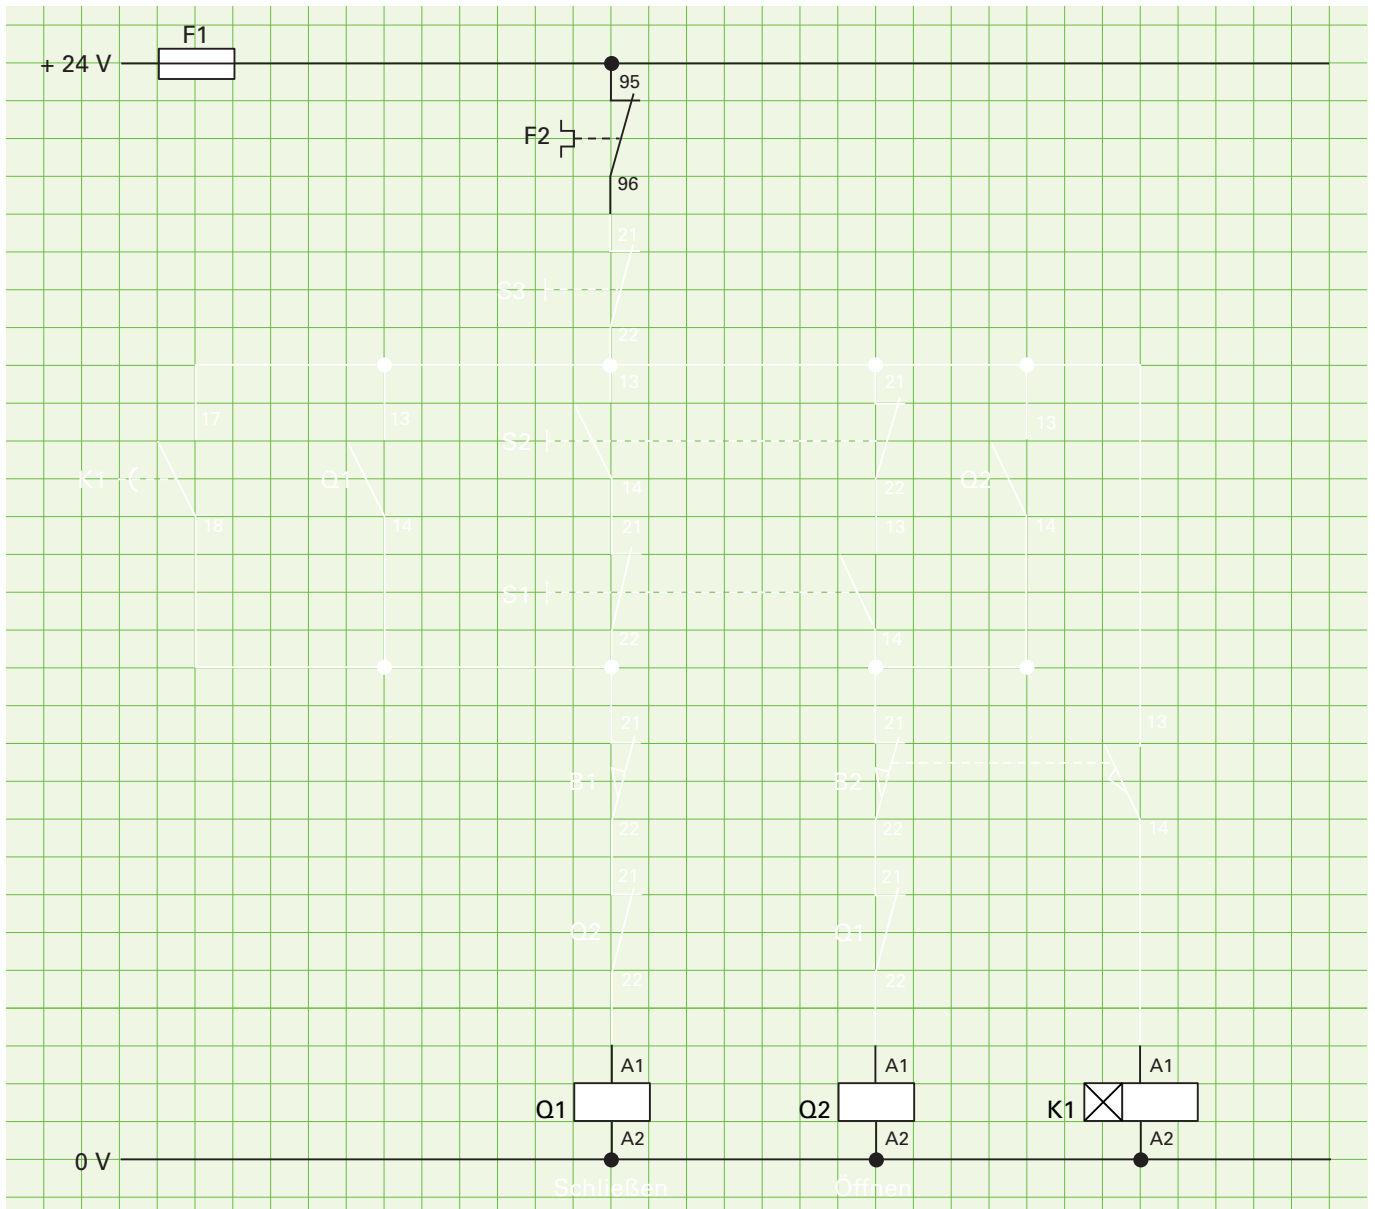 F1
+ 24 V
95
F2
96
21
S3
22
13 21
17 13 13
S2
K1 Q1 14 22 Q2
18 14 21 13 14
S1
22 14
21 21 13
B1 B2
22 22 14
21 21
Q2 Q1
22 22
A1 A1 A1
Q1 Q2 K1
A2 A2 A2
0 V
Schließen Öffnen